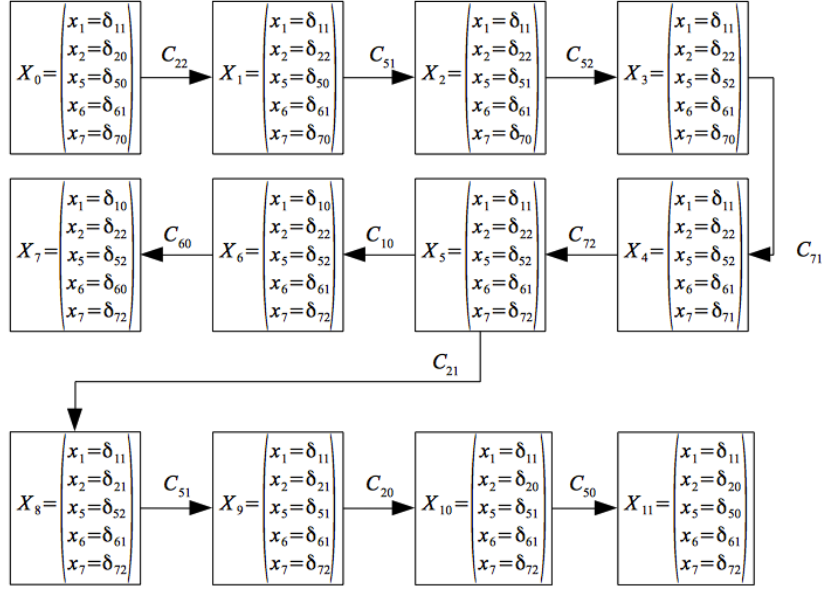 x₁=δ₁₁ x₁=δ₁₁ x₁=δ₁₁ x₁=δ₁₁
x₂=δ₂₀ C₂₂ x₂=δ₂₂ C₅₁ x₂=δ₂₂ C₅₂ x₂=δ₂₂
X₀= x₅=δ₅₀ X₁= x₅=δ₅₀ X₂= x₅=δ₅₁ X₃= x₅=δ₅₂
x₆=δ₆₁ x₆=δ₆₁ x₆=δ₆₁ x₆=δ₆₁
x₇=δ₇₀ x₇=δ₇₀ x₇=δ₇₀ x₇=δ₇₀
x₁=δ₁₀ x₁=δ₁₀ x₁=δ₁₁ x₁=δ₁₁
x₂=δ₂₂ C₆₀ x₂=δ₂₂ C₁₀ x₂=δ₂₂ C₇₂ x₂=δ₂₂
X₇= x₅=δ₅₂ X₆= x₅=δ₅₂ X₅= x₅=δ₅₂ X₄= x₅=δ₅₂ C₇₁
x₆=δ₆₀ x₆=δ₆₁ x₆=δ₆₁ x₆=δ₆₁
x₇=δ₇₂ x₇=δ₇₂ x₇=δ₇₂ x₇=δ₇₁
C₂₁
x₁=δ₁₁ x₁=δ₁₁ x₁=δ₁₁ x₁=δ₁₁
x₂=δ₂₁ C₅₁ x₂=δ₂₁ C₂₀ x₂=δ₂₀ C₅₀ x₂=δ₂₀
X₈= x₅=δ₅₂ X₉= x₅=δ₅₁ X₁₀= x₅=δ₅₁ X₁₁= x₅=δ₅₀
x₆=δ₆₁ x₆=δ₆₁ x₆=δ₆₁ x₆=δ₆₁
x₇=δ₇₂ x₇=δ₇₂ x₇=δ₇₂ x₇=δ₇₂